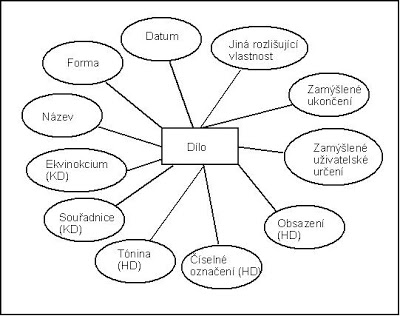 Datum
Jiná rozlišující
vlastnost
Forma
Zamýšlené
ukončení
Název
Dílo
Zamýšlené
uživatelské
určení
Ekvinokcium
(KD)
Souřadnice
(KD)
Obsazení
(HD)
Tónina
(HD)
Číselné
označení (HD)